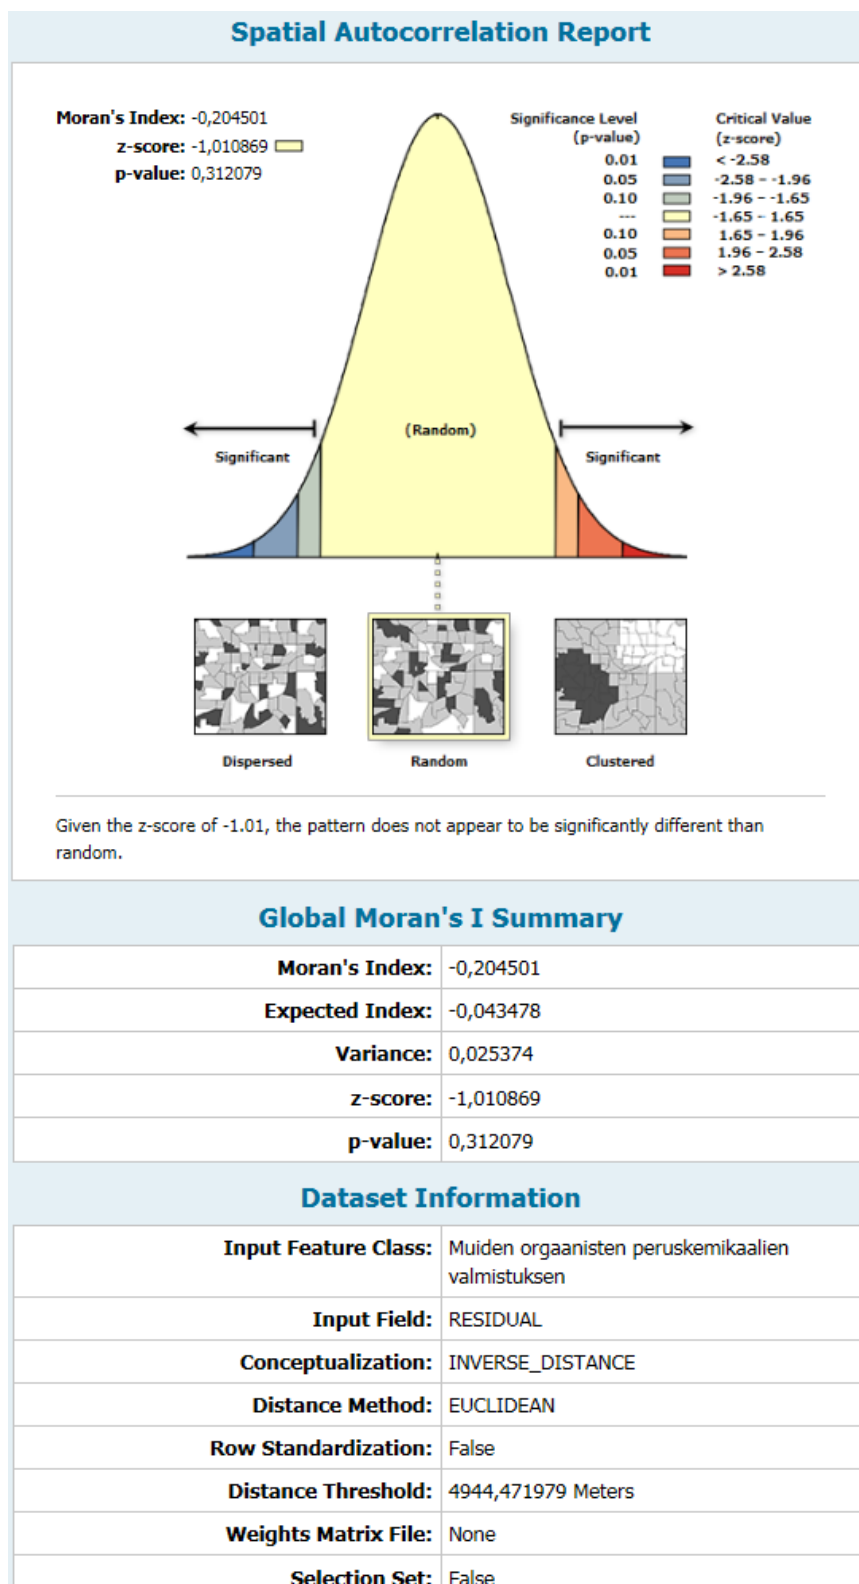 Spatial Autocorrelation Report
Moran's Index: -0,204501
z-score: -1,010869
p-value: 0,312079
Significance Level
(p-value)
Critical Value
(z-score)
0.01 < -2.58
0.05 -2.58 - -1.96
0.10 -1.96 - -1.65
--- -1.65 - 1.65
0.10 1.65 - 1.96
0.05 1.96 - 2.58
0.01 > 2.58
(Random)
Significant
Significant
Dispersed
Random
Clustered
Given the z-score of -1.01, the pattern does not appear to be significantly different than
random.
Global Moran's I Summary
Moran's Index: -0,204501
Expected Index: -0,043478
Variance: 0,025374
z-score: -1,010869
p-value: 0,312079
Dataset Information
Input Feature Class: Muiden orgaanisten peruskemikaalien
valmistuksen
Input Field: RESIDUAL
Conceptualization: INVERSE_DISTANCE
Distance Method: EUCLIDEAN
Row Standardization: False
Distance Threshold: 4944,471979 Meters
Weights Matrix File: None
Selection Set: False